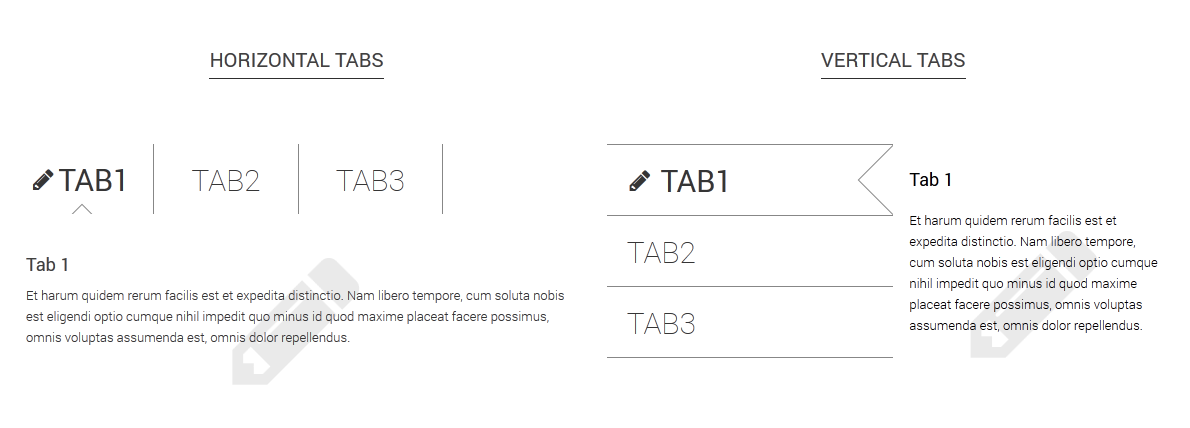 HORIZONTAL TABS
TAB1 TAB2 TAB3
Tab 1
Et harum quidem rerum facilis est et expedita distinctio. Nam libero tempore, cum soluta nobis
est eligendi optio cumque nihil impedit quo minus id quod maxime placeat facere possimus,
omnis voluptas assumenda est, omnis dolor repellendus.
VERTICAL TABS
TAB1
TAB2
TAB3
Tab 1
Et harum quidem rerum facilis est et
expedita distinctio. Nam libero tempore,
cum soluta nobis est eligendi optio cumque
nihil impedit quo minus id quod maxime
placeat facere possimus, omnis voluptas
assumenda est, omnis dolor repellendus.